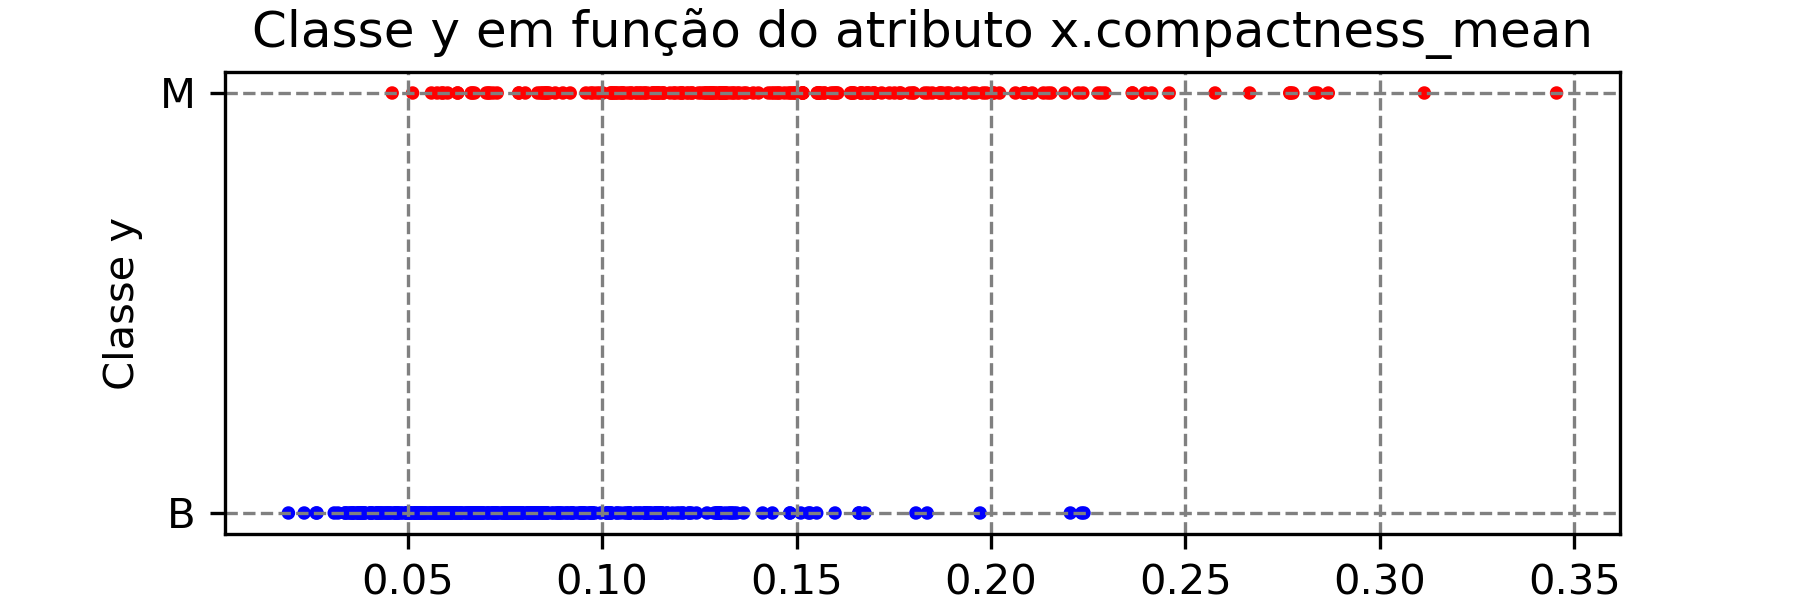 Classe y em função do atributo x.compactness_mean
M
Classe y
B
0.05 0.10 0.15 0.20 0.25 0.30 0.35